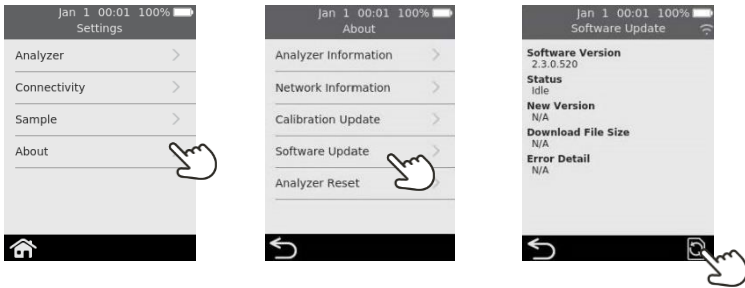 Jan 1 00:01 100%
Settings
Analyzer
Connectivity
Sample
About
Jan 1 00:01 100%
About
Analyzer Information
Network Information
Calibration Update
Software Update
Analyzer Reset
Jan 1 00:01 100%
Software Update
Software Version
2.3.0.520
Status
Idle
New Version
N/A
Download File Size
N/A
Error Detail
N/A